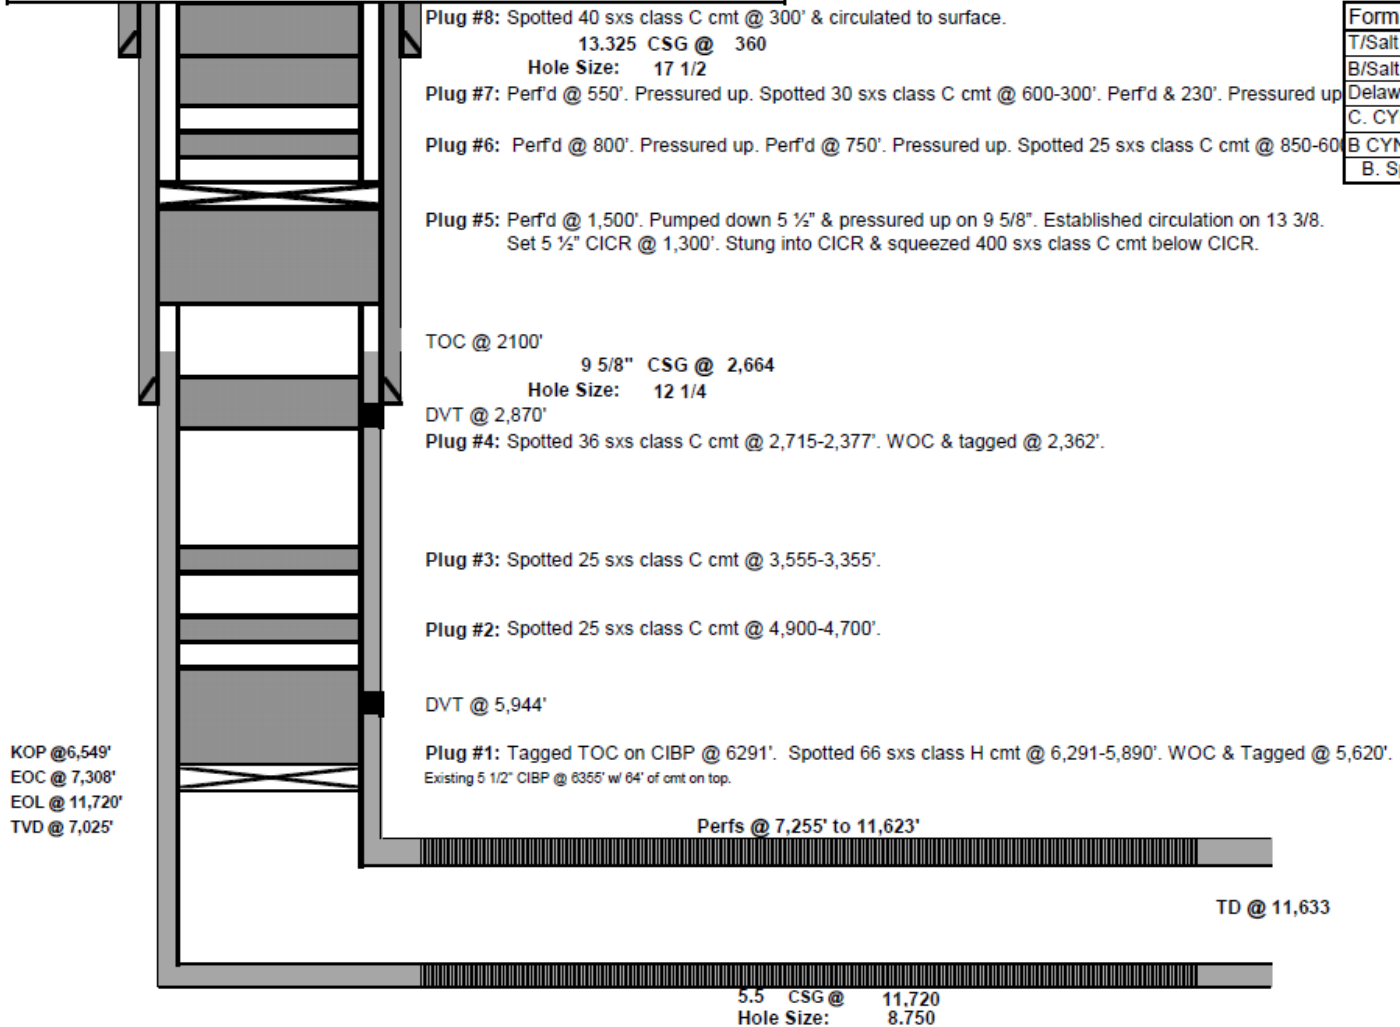 Plug #8: Spotted 40 sxs class C cmt @ 300' & circulated to surface.
13.325 CSG @ 360
Hole Size: 17 1/2
Plug #7: Perf'd @ 550'. Pressured up. Spotted 30 sxs class C cmt @ 600-300'. Perf'd & 230'. Pressured up
Plug #6: Perf'd @ 800'. Pressured up. Perf'd @ 750'. Pressured up. Spotted 25 sxs class C cmt @ 850-60
Form
T/Salt
B/Salt
Delaw
C. CY
B CYN
B. S
Plug #5: Perf'd @ 1,500'. Pumped down 5 ½" & pressured up on 9 5/8". Established circulation on 13 3/8.
Set 5 ½" CICR @ 1,300'. Stung into CICR & squeezed 400 sxs class C cmt below CICR.
TOC @ 2100'
9 5/8" CSG @ 2,664
Hole Size: 12 1/4
DVT @ 2,870'
Plug #4: Spotted 36 sxs class C cmt @ 2,715-2,377'. WOC & tagged @ 2,362'.
Plug #3: Spotted 25 sxs class C cmt @ 3,555-3,355'.
Plug #2: Spotted 25 sxs class C cmt @ 4,900-4,700'.
DVT @ 5,944'
Plug #1: Tagged TOC on CIBP @ 6291'. Spotted 66 sxs class H cmt @ 6,291-5,890'. WOC & Tagged @ 5,620'.
Existing 5 1/2" CIBP @ 6355' w/ 64' of cmt on top.
KOP @6,549'
EOC @ 7,308'
EOL @ 11,720'
TVD @ 7,025'
Perfs @ 7,255' to 11,623'
TD @ 11,633
5.5 CSG @ 11,720
Hole Size: 8.750